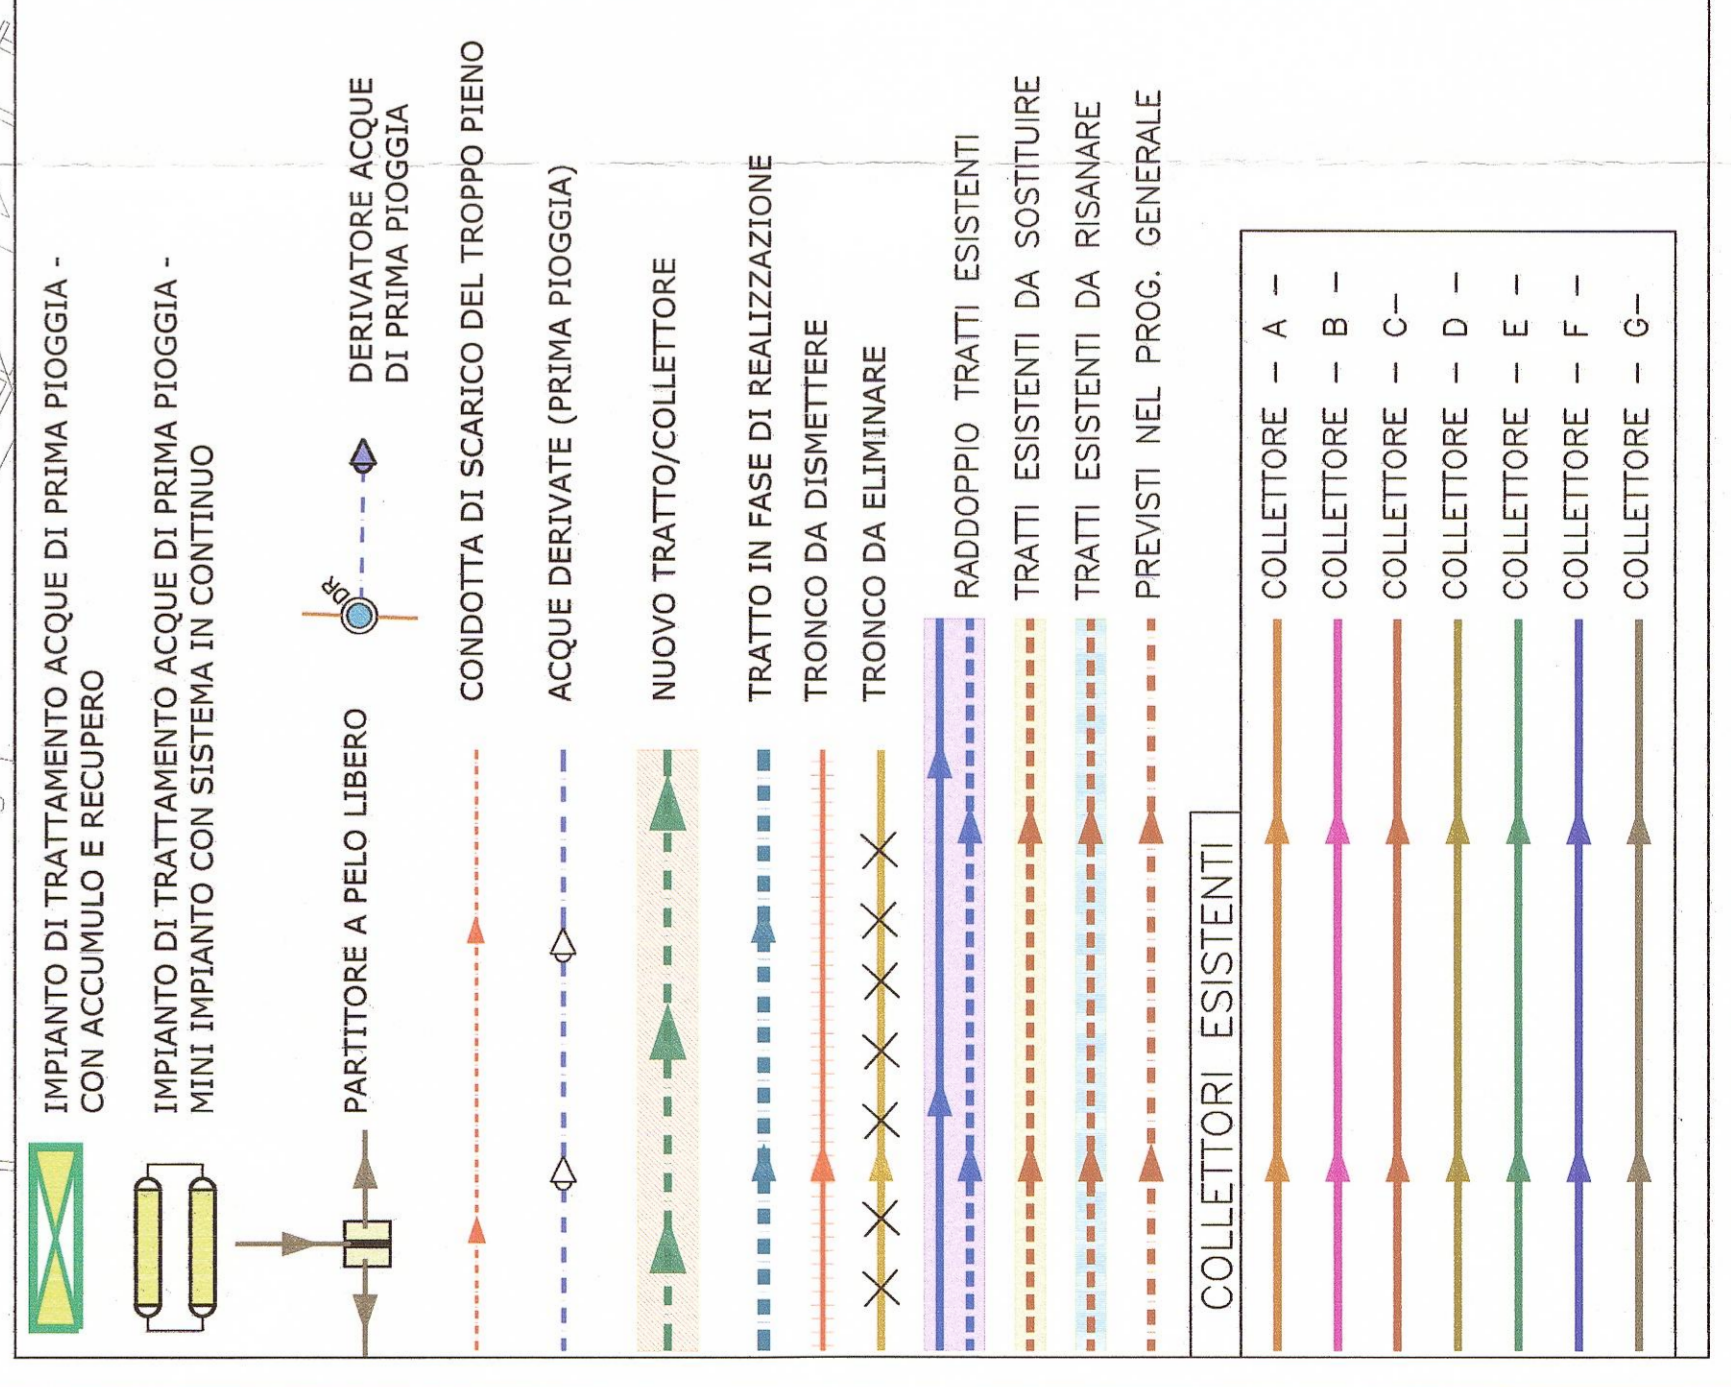 IMPIANTO DI TRATTAMENTO ACQUE DI PRIMA PIOGGIA -
CON ACCUMULO E RECUPERO
IMPIANTO DI TRATTAMENTO ACQUE DI PRIMA PIOGGIA -
MINI IMPIANTO CON SISTEMA IN CONTINUO
PARTITORE A PELO LIBERO
DR
DERIVATORE ACQUE
DI PRIMA PIOGGIA
CONDOTTA DI SCARICO DEL TROPPO PIENO
ACQUE DERIVATE (PRIMA PIOGGIA)
NUOVO TRATTO/COLLETTORE
TRATTO IN FASE DI REALIZZAZIONE
TRONCO DA DISMETTERE
TRONCO DA ELIMINARE
RADDOPPIO TRATTI ESISTENTI
TRATTI ESISTENTI DA SOSTITUIRE
TRATTI ESISTENTI DA RISANARE
PREVISTI NEL PROG. GENERALE
COLLETTORI ESISTENTI
COLLETTORE - A -
COLLETTORE - B -
COLLETTORE - C-
COLLETTORE - D -
COLLETTORE - E -
COLLETTORE - F -
COLLETTORE - G-